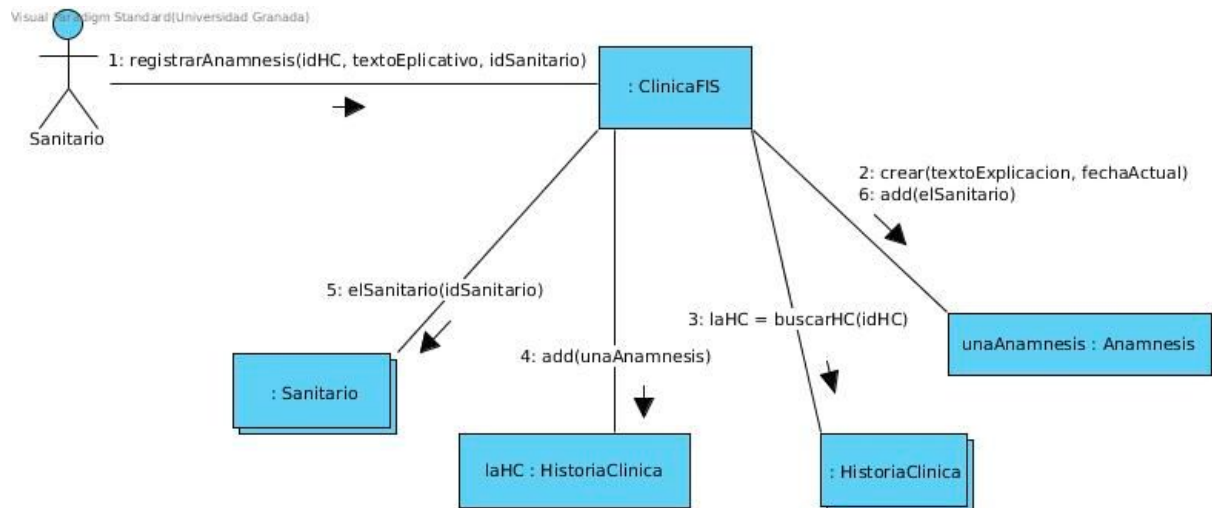 Visual Paradigm Standard(Universidad Granada)
1: registrarAnamnesis(idHC, textoEplicativo, idSanitario)
: ClinicaFIS
Sanitario
2: crear(textoExplicacion, fechaActual)
6: add(elSanitario)
5: elSanitario(idSanitario)
3: laHC = buscarHC(idHC)
unaAnamnesis : Anamnesis
4: add(unaAnamnesis)
: Sanitario
laHC : HistoriaClinica
: HistoriaClinica